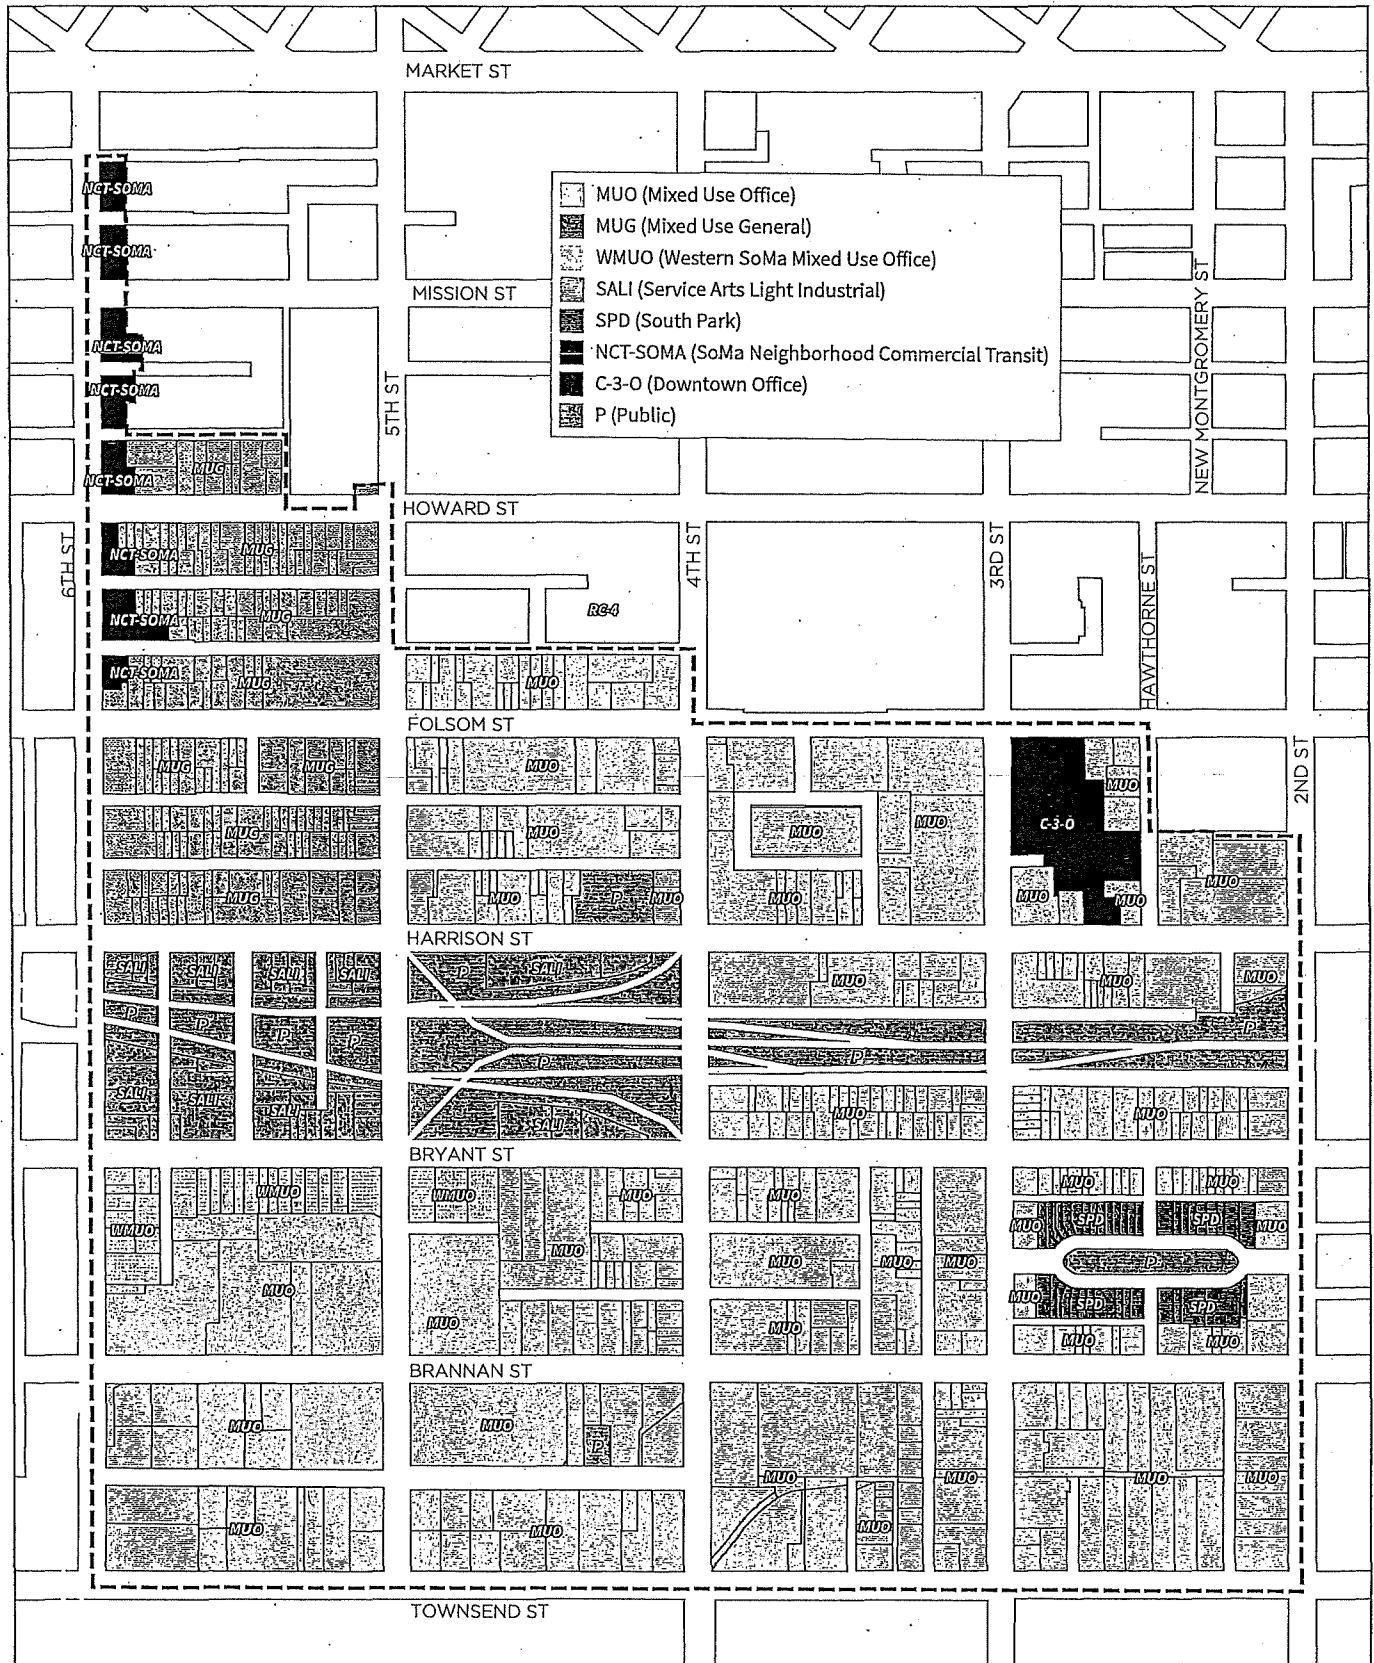 MARKET ST
NCT-SOMA
MUO (Mixed Use Office)
MUG (Mixed Use General)
NCT-SOMA
WMUO (Western SoMa Mixed Use Office)
SALI (Service Arts Light Industrial)
MISSION ST
SPD (South Park)
NCT-SOMA
NCT-SOMA (SoMa Neighborhood Commercial Transit)
NCT-SOMA
C-3-O (Downtown Office)
P (Public)
5TH ST
NEW MONTGOMERY ST
MUG
NCT-SOMA
HOWARD ST
6TH ST
4TH ST
3RD ST
HAWTHORNE ST
NCT-SOMA
MUG
RC-4
NCT-SOMA
MUG
NCT-SOMA
MUG
MUO
FOLSOM ST
2ND ST
MUG
MUG
MUO
MUO
MUG
MUO
MUO
MUO
C-3-O
MUO
MUG
MUO
P
MUO
MUO
MUO
MUO
HARRISON ST
SALI
SALI
SALI
SALI
P
SALI
MUO
MUO
MUO
P
P
P
P
P
P
P
SALI
SALI
SALI
SALI
MUO
MUO
BRYANT ST
WMUO
WMUO
MUO
MUO
MUO
MUO
WMUO
MUO
SPD
SPD
MUO
MUO
MUO
MUO
MUO
MUO
P
MUO
MUO
MUO
SPD
SPD
MUO
MUO
BRANNAN ST
MUO
MUO
P
MUO
MUO
MUO
MUO
MUO
MUO
MUO
TOWNSEND ST